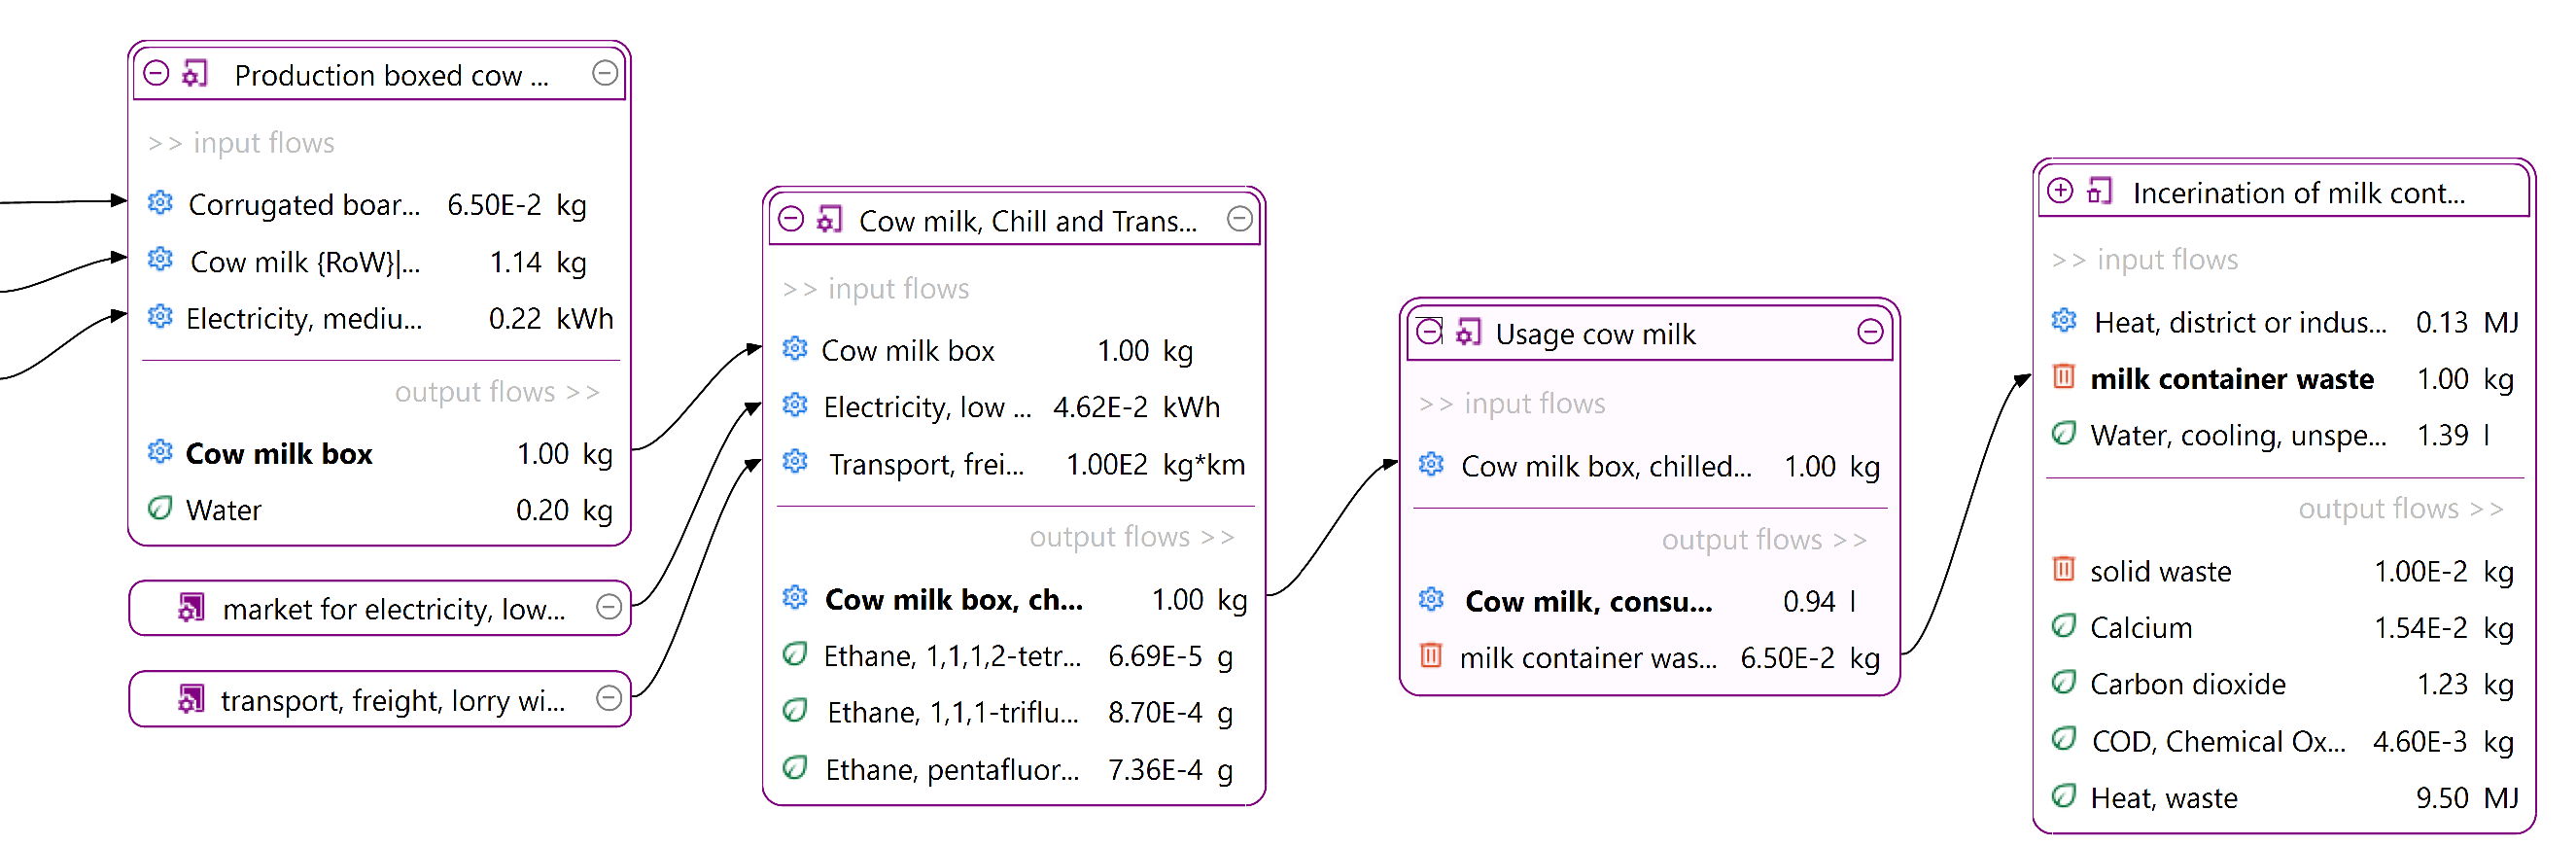 Production boxed cow ...
>> input flows
Corrugated boar... 6.50E-2 kg
Cow milk {RoW}|... 1.14 kg
Electricity, mediu... 0.22 kWh
output flows >>
Cow milk box 1.00 kg
Water 0.20 kg
market for electricity, low...
transport, freight, lorry wi...
Cow milk, Chill and Trans...
>> input flows
Cow milk box 1.00 kg
Electricity, low ... 4.62E-2 kWh
Transport, frei... 1.00E2 kg*km
output flows >>
Cow milk box, ch... 1.00 kg
Ethane, 1,1,1,2-tetr... 6.69E-5 g
Ethane, 1,1,1-triflu... 8.70E-4 g
Ethane, pentafluor... 7.36E-4 g
Usage cow milk
>> input flows
Cow milk box, chilled... 1.00 kg
output flows >>
Cow milk, consu... 0.94 l
milk container was... 6.50E-2 kg
Incerination of milk cont...
>> input flows
Heat, district or indus... 0.13 MJ
milk container waste 1.00 kg
Water, cooling, unspe... 1.39 l
output flows >>
solid waste 1.00E-2 kg
Calcium 1.54E-2 kg
Carbon dioxide 1.23 kg
COD, Chemical Ox... 4.60E-3 kg
Heat, waste 9.50 MJ